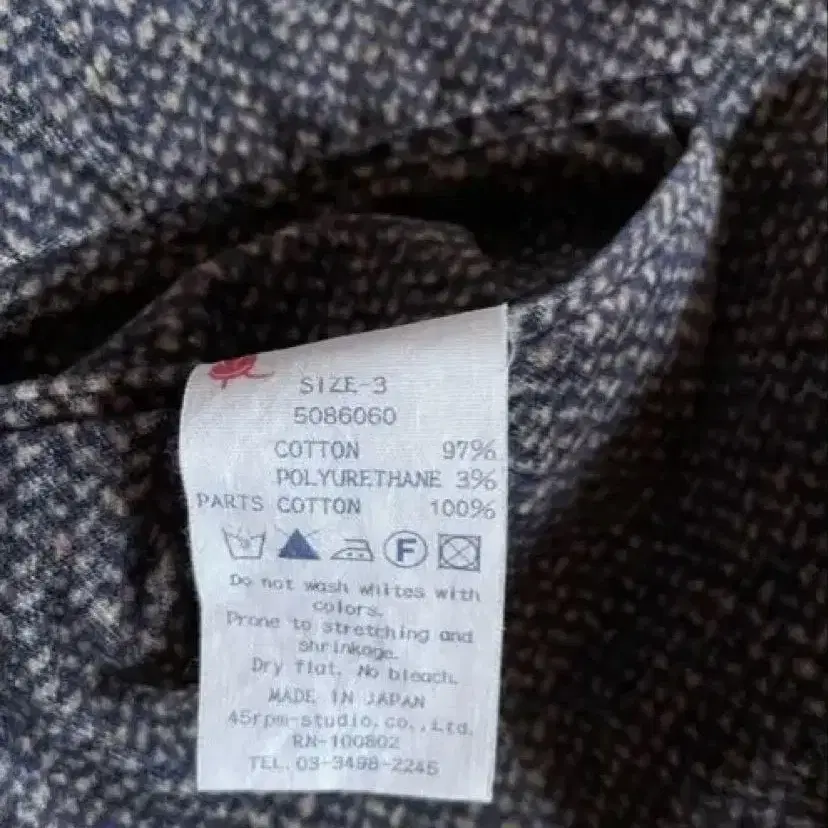 SIZE-3
5086060
COTTON 97%
POLYURETHANE 3%
PARTS COTTON 100%
F
Do not wash whites with
colors.
Prone to stretching and
shrinkage.
Dry flat. No bleach.
MADE IN JAPAN
45rpm-studio.co.,Ltd.
RN-100802
TEL.03-3498-2245